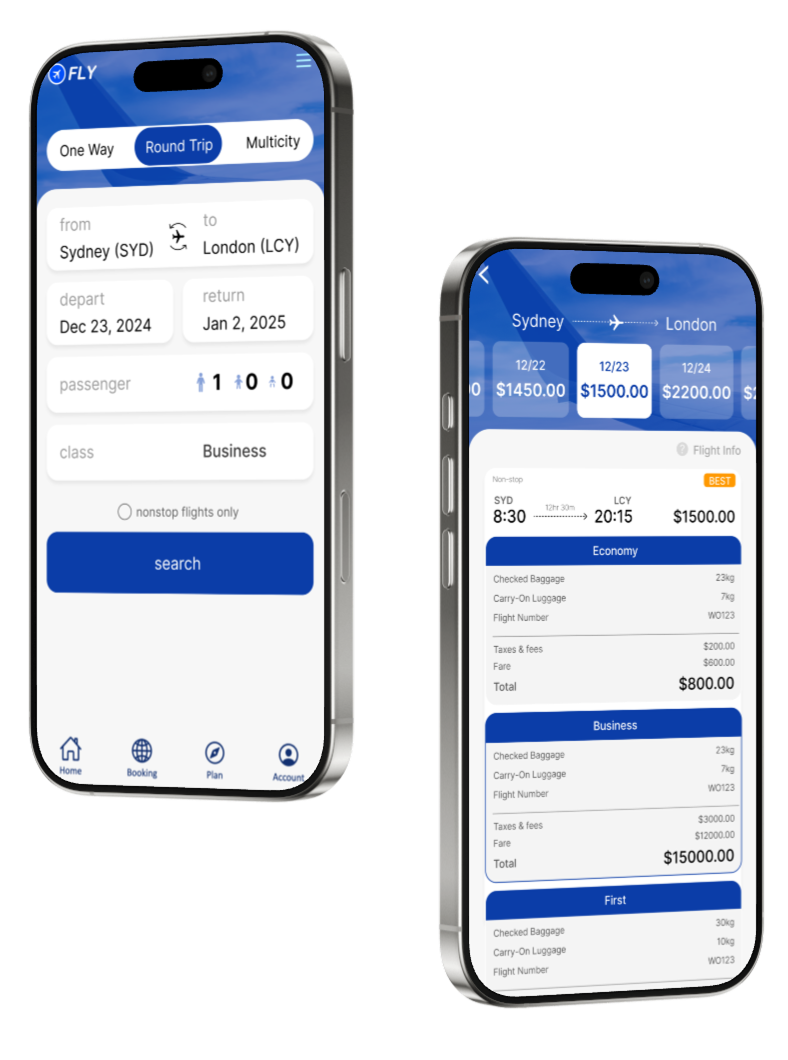 FLY
One Way Round Trip Multicity
from to
Sydney (SYD) London (LCY)
depart return
Dec 23, 2024 Jan 2, 2025
passenger 1 0 0
class Business
nonstop flights only
search
Home Booking Plan Account
Sydney London
12/22 12/23 12/24
$1450.00 $1500.00 $2200.00
? Flight Info
Non-stop BEST
SYD 12hr 30m LCY
8:30 20:15 $1500.00
Economy
Checked Baggage 23kg
Carry-On Luggage 7kg
Flight Number WO123
Taxes & fees $200.00
Fare $600.00
Total $800.00
Business
Checked Baggage 23kg
Carry-On Luggage 7kg
Flight Number WO123
Taxes & fees $3000.00
Fare $12000.00
Total $15000.00
First
Checked Baggage 30kg
Carry-On Luggage 10kg
Flight Number WO123